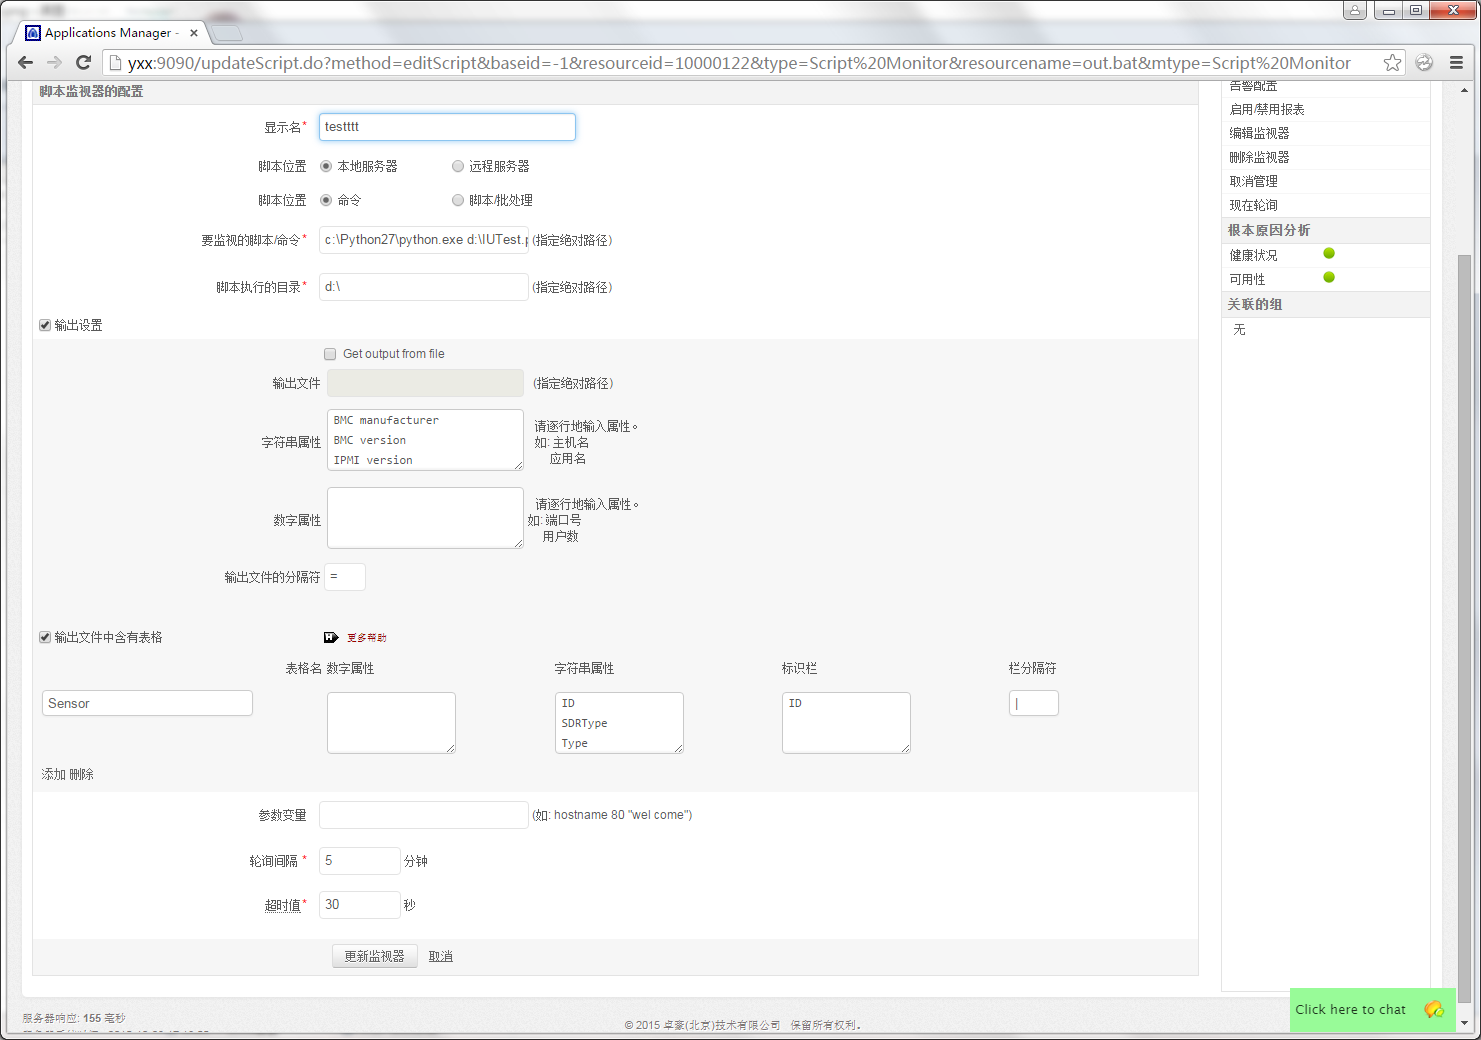 Applications Manager -
yxx:9090/updateScript.do?method=editScript&baseid=-1&resourceid=10000122&type=Script%20Monitor&resourcename=out.bat&mtype=Script%20Monitor
脚本监视器的配置
显示名* testttt
脚本位置 本地服务器 远程服务器
脚本位置 命令 脚本/批处理
要监视的脚本/命令* c:\Python27\python.exe d:\IUTest.p (指定绝对路径)
脚本执行的目录* d:\ (指定绝对路径)
输出设置
Get output from file
输出文件 (指定绝对路径)
字符串属性
BMC manufacturer
BMC version
IPMI version
请逐行地输入属性。
如: 主机名
应用名
数字属性
请逐行地输入属性。
如: 端口号
用户数
输出文件的分隔符 =
输出文件中含有表格 更多帮助
表格名 数字属性 字符串属性 标识栏 栏分隔符
Sensor
ID
SDRType
Type
ID
|
添加 删除
参数变量 (如: hostname 80 "wel come")
轮询间隔 * 5 分钟
超时值* 30 秒
更新监视器 取消
告警配置
启用/禁用报表
编辑监视器
删除监视器
取消管理
现在轮询
根本原因分析
健康状况
可用性
关联的组
无
服务器响应: 155 毫秒
© 2015 卓豪(北京)技术有限公司 保留所有权利。
Click here to chat